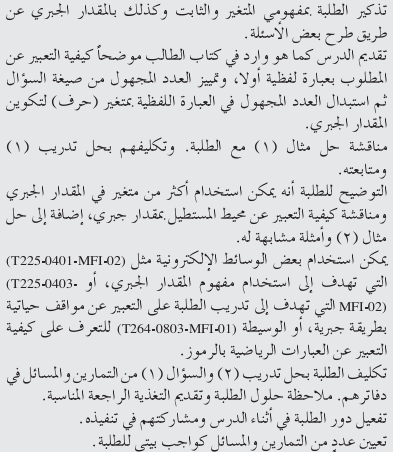 تذكير الطلبة بمفهومي المتغير والثابت وكذلك بالمقدار الجبري عن
طريق طرح بعض الأسئلة.
تقديم الدرس كما هو وارد في كتاب الطالب موضحاً كيفية التعبير عن
المطلوب بعبارة لفظية أولا، وتمييز العدد المجهول من صيغة السؤال
ثم استبدال العدد المجهول في العبارة اللفظية بمتغير (حرف) لتكوين
المقدار الجبري.
مناقشة حل مثال (١) مع الطلبة. وتكليفهم بحل تدريب (١)
ومتابعته.
التوضيح للطلبة أنه يمكن استخدام أكثر من متغير في المقدار الجبري
ومناقشة كيفية التعبير عن محيط المستطيل بمقدار جبري، إضافة إلى حل
مثال (٢) وأمثلة مشابهة له.
يمكن استخدام بعض الوسائط الإلكترونية مثل (T225-0401-MFI-02)
التي تهدف إلى استخدام مفهوم المقدار الجبري، أو (T225-0403-
MFI-02) التي تهدف إلى تدريب الطلبة على التعبير عن مواقف حياتية
بطريقة جبرية، أو الوسيطة (T264-0803-MFI-01) للتعرف على كيفية
التعبير عن العبارات الرياضية بالرموز.
تكليف الطلبة بحل تدريب (٢) والسؤال (١) من التمارين والمسائل في
دفاترهم. ملاحظة حلول الطلبة وتقديم التغذية الراجعة المناسبة.
تفعيل دور الطلبة في أثناء الدرس ومشاركتهم في تنفيذه.
تعيين عددٍ من التمارين والمسائل كواجب بيتي للطلبة.